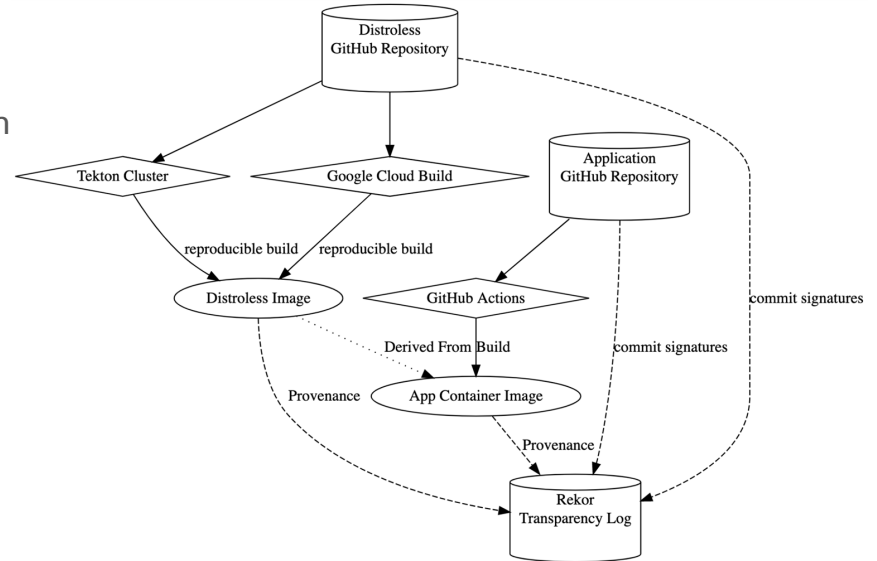 Distroless
GitHub Repository
n
Application
GitHub Repository
Tekton Cluster
Google Cloud Build
reproducible build
reproducible build
Distroless Image
GitHub Actions
commit signatures
Derived From
Build
commit signatures
Provenance
App Container Image
Provenance
Rekor
Transparency Log